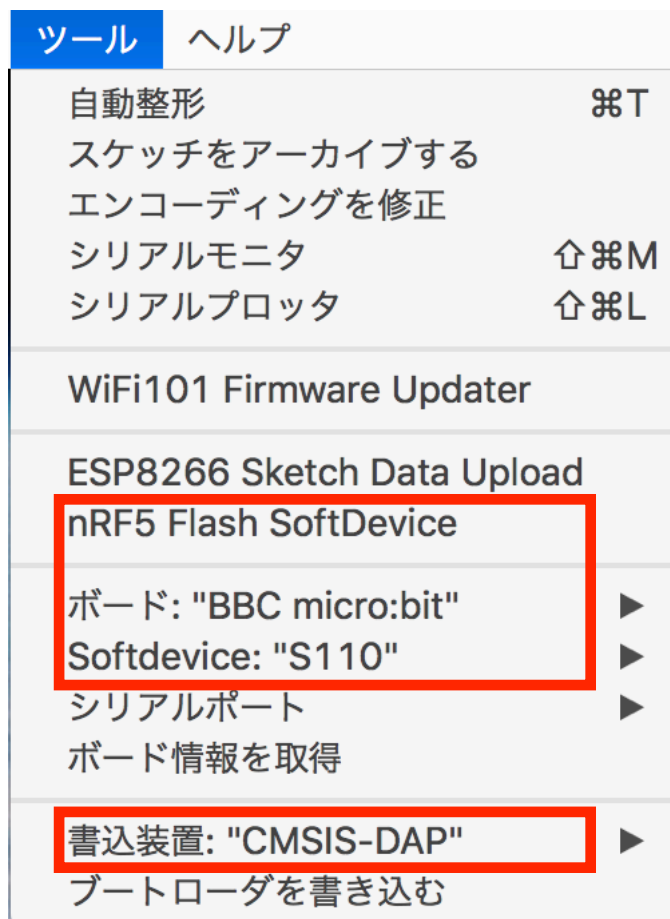 ツール ヘルプ
自動整形 ⌘T
スケッチをアーカイブする
エンコーディングを修正
シリアルモニタ ⇧⌘M
シリアルプロッタ ⇧⌘L
WiFi101 Firmware Updater
ESP8266 Sketch Data Upload
nRF5 Flash SoftDevice
ボード: "BBC micro:bit" ▶
Softdevice: "S110" ▶
シリアルポート ▶
ボード情報を取得
書込装置: "CMSIS-DAP" ▶
ブートローダを書き込む